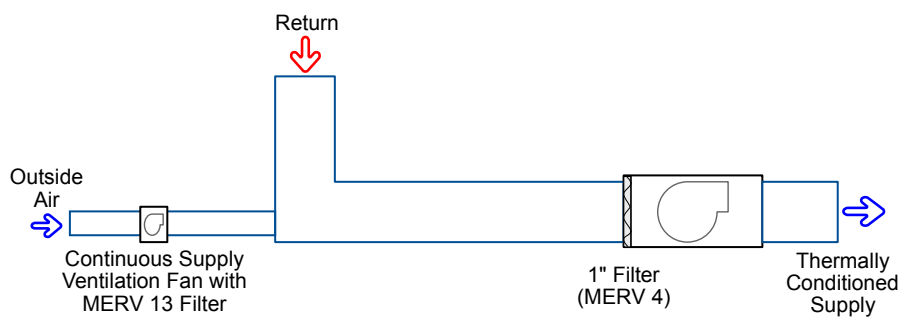 Return
Outside
Air
Continuous Supply
Ventilation Fan with
MERV 13 Filter
1" Filter
(MERV 4)
Thermally
Conditioned
Supply